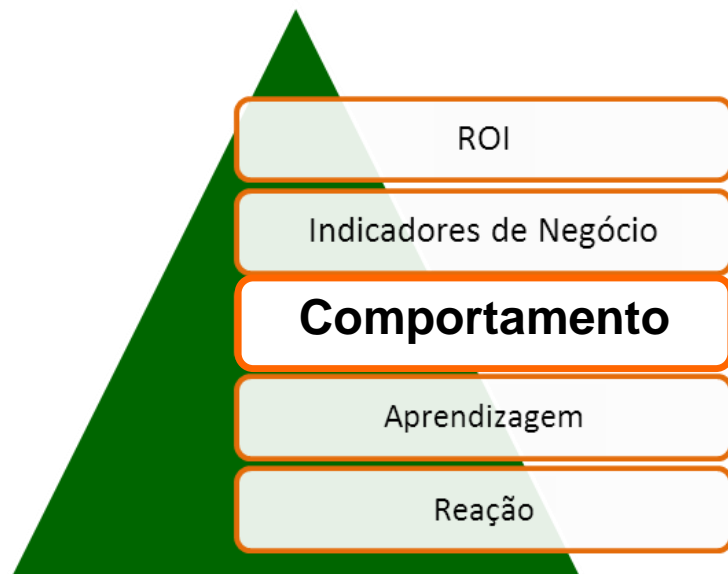 ROI
Indicadores de Negócio
Comportamento
Aprendizagem
Reação